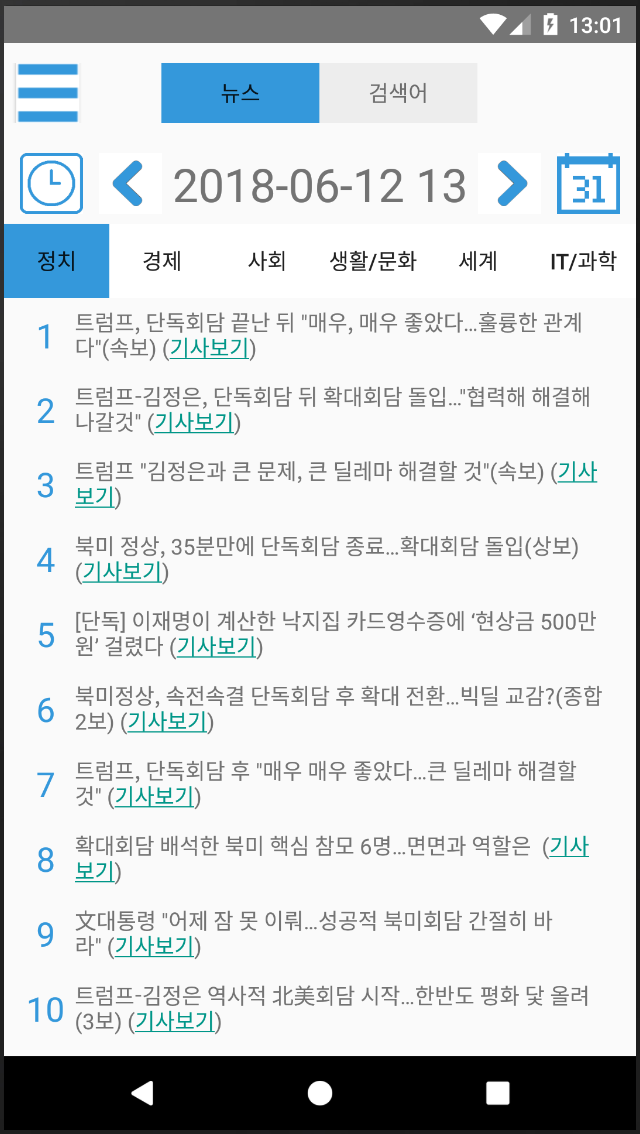 13:01
뉴스 검색어
2018-06-12 13
31
정치 경제 사회 생활/문화 세계 IT/과학
1 트럼프, 단독회담 끝난 뒤 "매우, 매우 좋았다…훌륭한 관계
다"(속보) (기사보기)
2 트럼프-김정은, 단독회담 뒤 확대회담 돌입…"협력해 해결해
나갈것" (기사보기)
3 트럼프 "김정은과 큰 문제, 큰 딜레마 해결할 것"(속보) (기사
보기)
4 북미 정상, 35분만에 단독회담 종료…확대회담 돌입(상보)
(기사보기)
5 [단독] 이재명이 계산한 낙지집 카드영수증에 ‘현상금 500만
원’ 걸렸다 (기사보기)
6 북미정상, 속전속결 단독회담 후 확대 전환…빅딜 교감?(종합
2보) (기사보기)
7 트럼프, 단독회담 후 "매우 매우 좋았다…큰 딜레마 해결할
것" (기사보기)
8 확대회담 배석한 북미 핵심 참모 6명…면면과 역할은 (기사
보기)
9 文대통령 "어제 잠 못 이뤄…성공적 북미회담 간절히 바
라" (기사보기)
10 트럼프-김정은 역사적 北美회담 시작…한반도 평화 닻 올려
(3보) (기사보기)